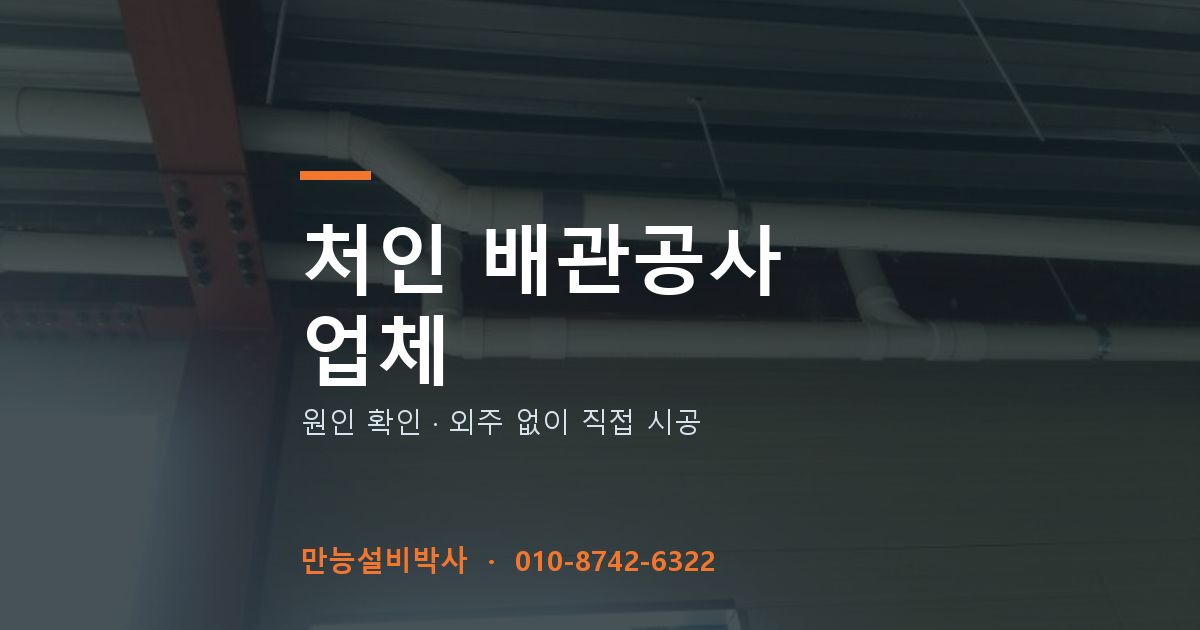 처인 배관공사
업체
원인 확인 · 외주 없이 직접 시공
만능설비박사 · 010-8742-6322